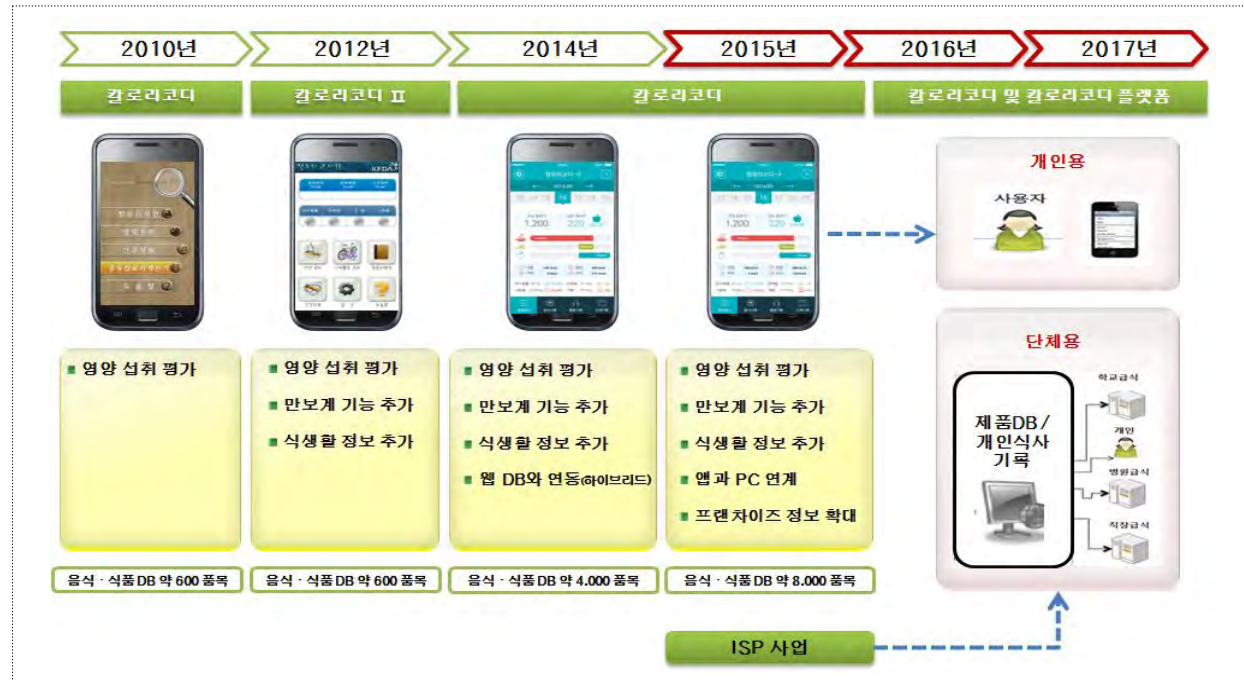 2010년
2012년
2014년
2015년
2016년
2017년
칼로리코디
칼로리코디 II
칼로리코디
칼로리코디 및 칼로리코디 플랫폼
KFDA
1,200
220
1,200
220
개인용
사용자
영양 섭취 평가
영양 섭취 평가
만보계 기능 추가
식생활 정보 추가
영양 섭취 평가
만보계 기능 추가
식생활 정보 추가
웹 DB와 연동(하이브리드)
영양 섭취 평가
만보계 기능 추가
식생활 정보 추가
앱과 PC 연계
프랜차이즈 정보 확대
단체용
제품DB /
개인식사
기록
학교급식
개인
병원급식
직장급식
음식 · 식품 DB 약 600 품목
음식 · 식품 DB 약 600 품목
음식 · 식품 DB 약 4.000 품목
음식 · 식품 DB 약 8.000 품목
ISP 사업